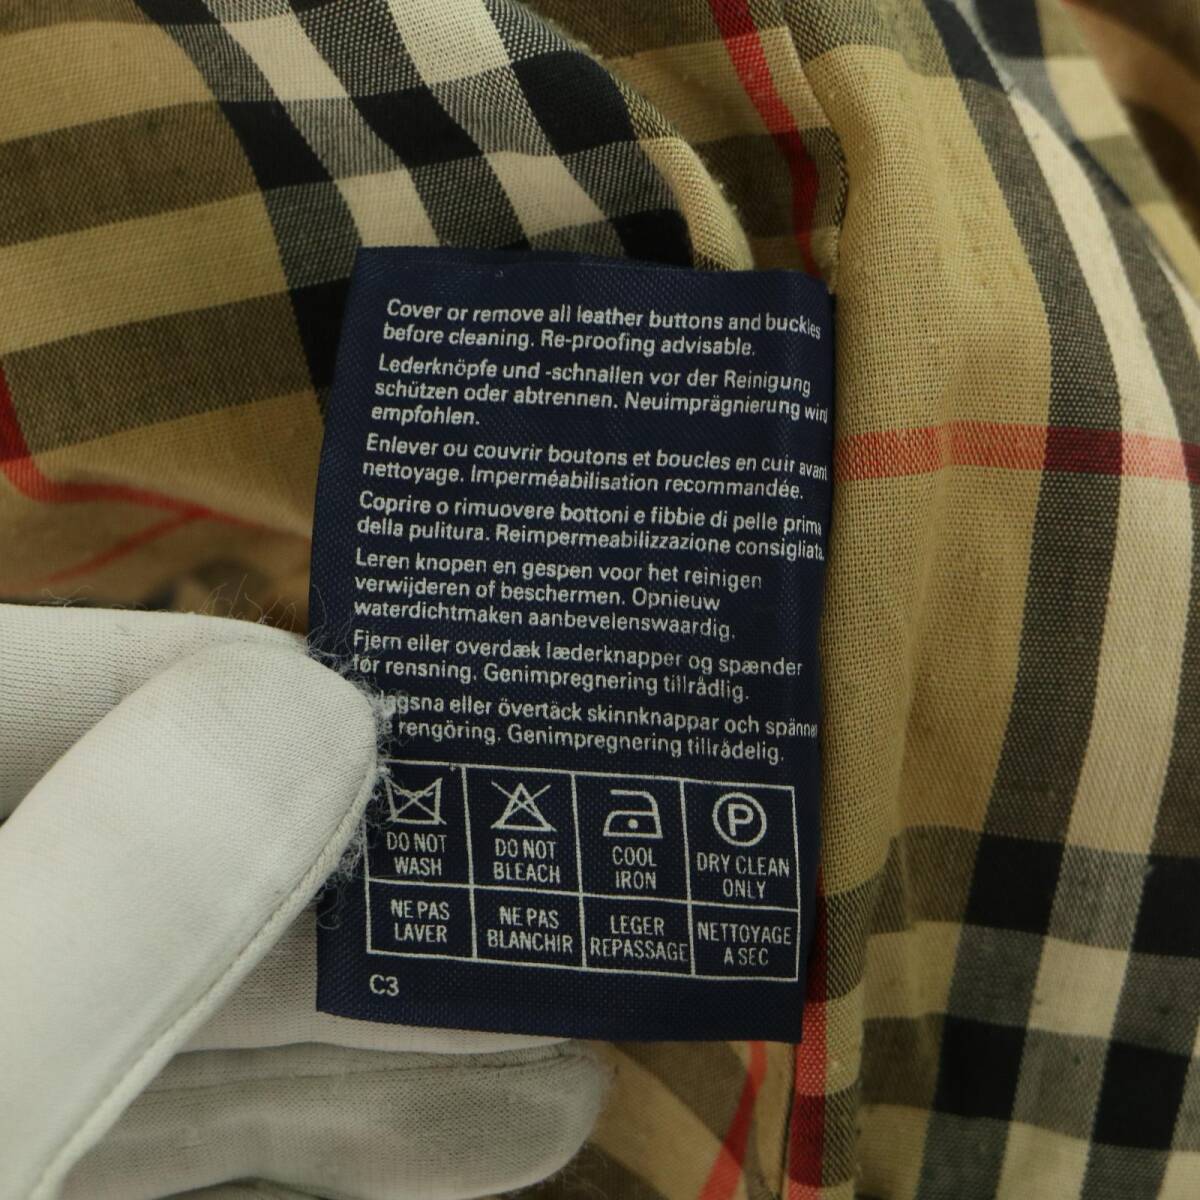 Cover or remove all leather buttons and buckles
before cleaning. Re-proofing advisable.
Lederknöpfe und -schnallen vor der Reinigung
schützen oder abtrennen. Neuimprägnierung wird
empfohlen.
Enlever ou couvrir boutons et boucles en cuir avant
nettoyage. Imperméabilisation recommandée.
Coprire o rimuovere bottoni e fibbie di pelle prima
della pulitura. Reimpermeabilizzazione consigliata.
Leren knopen en gespen voor het reinigen
verwijderen of beschermen. Opnieuw
waterdichtmaken aanbevelenswaardig.
Fjern eller overdæk læderknapper og spænder
for rensning. Genimpregnering tillrådlig.
eller övertäck skinnknappar och spännen
rengöring. Genimpregnering tillrådelig.
P
DO NOT
WASH
DO NOT
BLEACH
COOL
IRON
DRY CLEAN
ONLY
NE PAS
LAVER
NE PAS
BLANCHIR
LEGER
REPASSAGE
NETTOYAGE
A SEC
C3